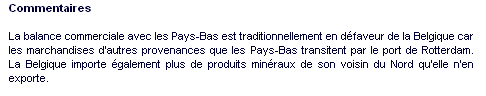 Commentaires
La balance commerciale avec les Pays-Bas est traditionnellement en défaveur de la Belgique car
les marchandises d'autres provenances que les Pays-Bas transitent par le port de Rotterdam.
La Belgique importe également plus de produits minéraux de son voisin du Nord qu'elle n'en
exporte.